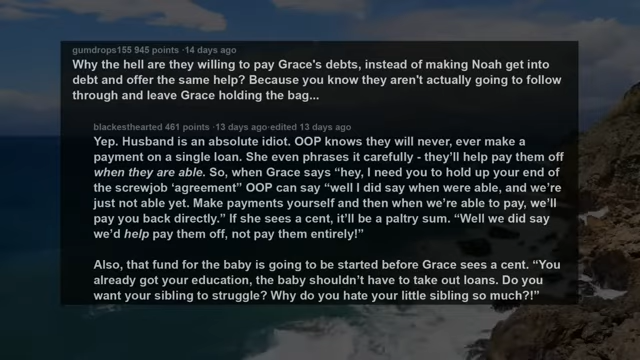 gumdrops155 945 points ·14 days ago
Why the hell are they willing to pay Grace's debts, instead of making Noah get into
debt and offer the same help? Because you know they aren't actually going to follow
through and leave Grace holding the bag...
blackesthearted 461 points ·13 days ago·edited 13 days ago
Yep. Husband is an absolute idiot. OOP knows they will never, ever make a
payment on a single loan. She even phrases it carefully - they’ll help pay them off
when they are able. So, when Grace says “hey, I need you to hold up your end of
the screwjob ‘agreement” OOP can say “well I did say when were able, and we’re
just not able yet. Make payments yourself and then when we’re able to pay, we’ll
pay you back directly.” If she sees a cent, it’ll be a paltry sum. “Well we did say
we’d help pay them off, not pay them entirely!”
Also, that fund for the baby is going to be started before Grace sees a cent. “You
already got your education, the baby shouldn’t have to take out loans. Do you
want your sibling to struggle? Why do you hate your little sibling so much?!”